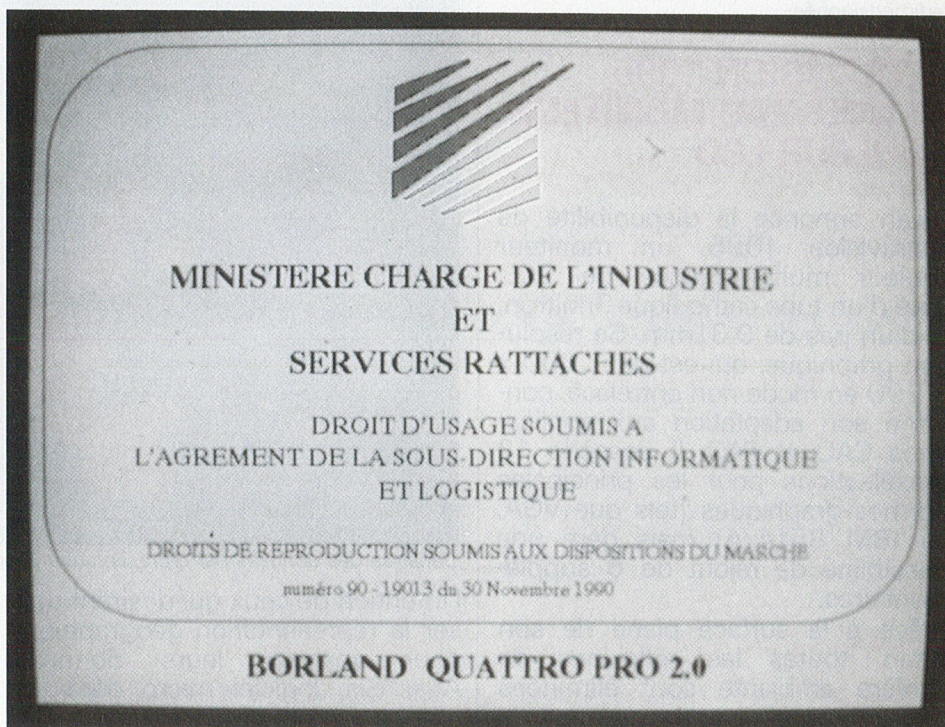 MINISTERE CHARGE DE L'INDUSTRIE
ET
SERVICES RATTACHES
DROIT D'USAGE SOUMIS A
L'AGREMENT DE LA SOUS-DIRECTION INFORMATIQUE
ET LOGISTIQUE
DROITS DE REPRODUCTION SOUMIS AUX DISPOSITIONS DU MARCHE
numéro 90 - 19013 du 30 Novembre 1990
BORLAND QUATTRO PRO 2.0